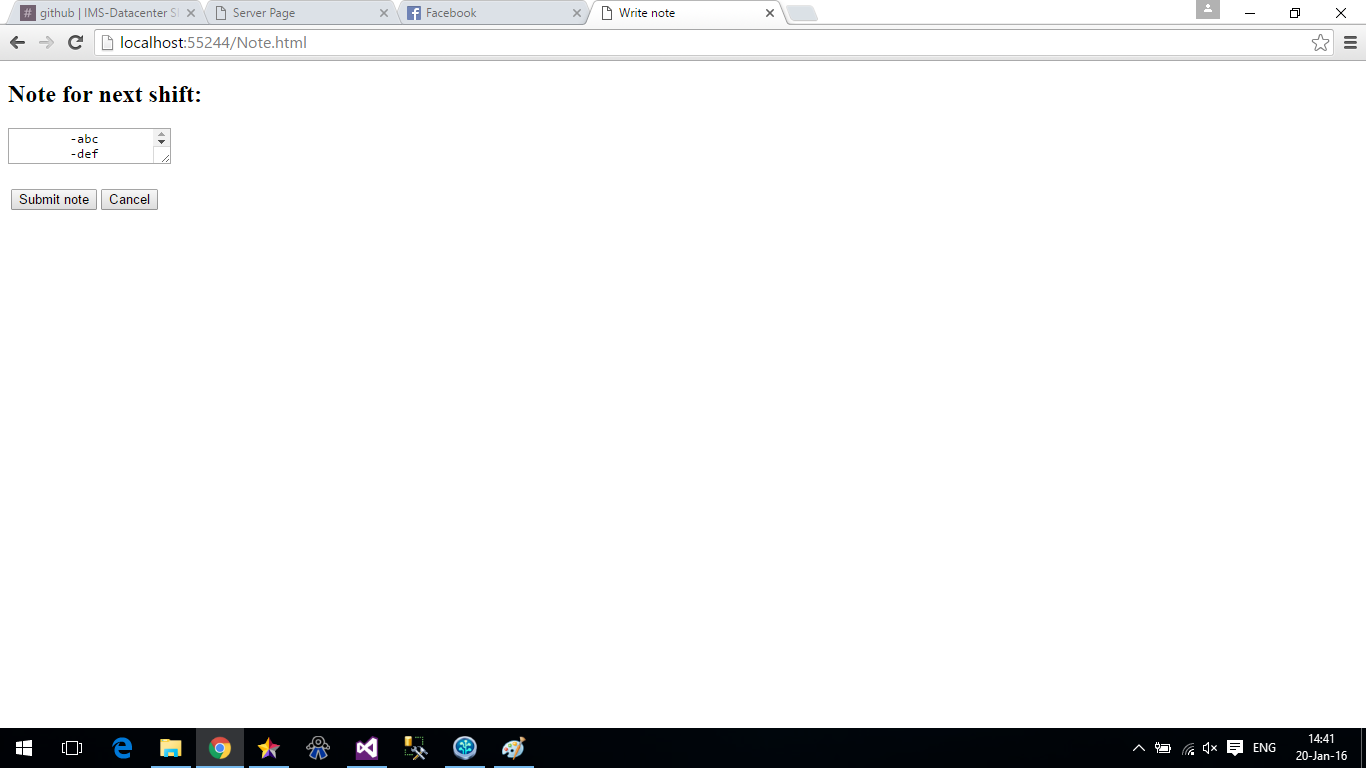 github | IMS-Datacenter S
Server Page
Facebook
Write note
localhost:55244/Note.html
Note for next shift:
-abc
-def
Submit note
Cancel
ENG
14:41
20-Jan-16